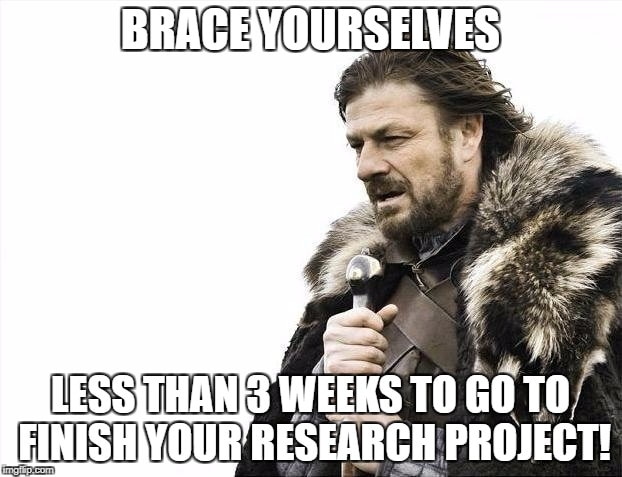 BRACE YOURSELVES
LESS THAN 3 WEEKS TO GO TO
FINISH YOUR RESEARCH PROJECT!
imgflip.com